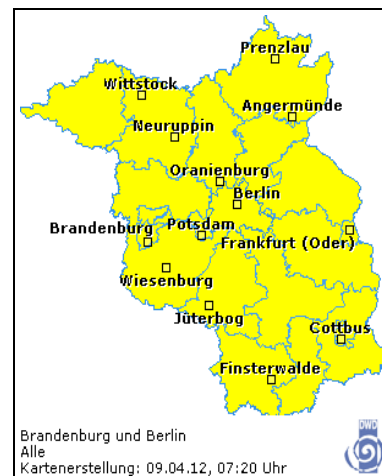 Prenzlau
Wittstock
Angermünde
Neuruppin
Oranienburg
Berlin
Brandenburg
Potsdam
Frankfurt (Oder)
Wiesenburg
Jüterbog
Cottbus
Finsterwalde
Brandenburg und Berlin
Alle
Kartenerstellung: 09.04.12, 07:20 Uhr
DWD